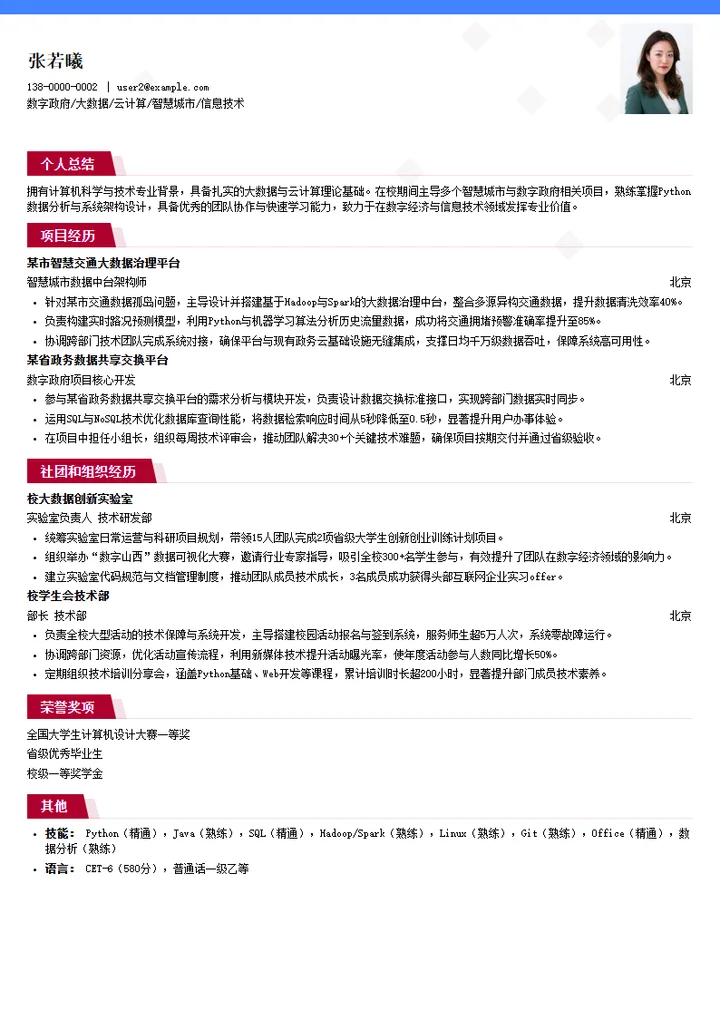 张若曦
138-0000-0002 | user2@example.com
数字政府/大数据/云计算/智慧城市/信息技术
个人总结
拥有计算机科学与技术专业背景，具备扎实的大数据与云计算理论基础。在校期间主导多个智慧城市与数字政府相关项目，熟练掌握Python
数据分析与系统架构设计，具备优秀的团队协作与快速学习能力，致力于在数字经济与信息技术领域发挥专业价值。
项目经历
某市智慧交通大数据治理平台
智慧城市数据中台架构师 北京
• 针对某市交通数据孤岛问题，主导设计并搭建基于Hadoop与Spark的大数据治理中台，整合多源异构交通数据，提升数据清洗效率40%。
• 负责构建实时路况预测模型，利用Python与机器学习算法分析历史流量数据，成功将交通拥堵预警准确率提升至85%。
• 协调跨部门技术团队完成系统对接，确保平台与现有政务云基础设施无缝集成，支撑日均千万级数据吞吐，保障系统高可用性。
某省政务数据共享交换平台
数字政府项目核心开发 北京
• 参与某省政务数据共享交换平台的需求分析与模块开发，负责设计数据交换标准接口，实现跨部门数据实时同步。
• 运用SQL与NoSQL技术优化数据库查询性能，将数据检索响应时间从5秒降低至0.5秒，显著提升用户办事体验。
• 在项目中担任小组长，组织每周技术评审会，推动团队解决30+个关键技术难题，确保项目按期交付并通过省级验收。
社团和组织经历
校大数据创新实验室
实验室负责人 技术研发部 北京
• 统筹实验室日常运营与科研项目规划，带领15人团队完成2项省级大学生创新创业训练计划项目。
• 组织举办“数字山西”数据可视化大赛，邀请行业专家指导，吸引全校300+名学生参与，有效提升了团队在数字经济领域的影响力。
• 建立实验室代码规范与文档管理制度，推动团队成员技术成长，3名成员成功获得头部互联网企业实习offer。
校学生会技术部
部长 技术部 北京
• 负责全校大型活动的技术保障与系统开发，主导搭建校园活动报名与签到系统，服务师生超5万人次，系统零故障运行。
• 协调跨部门资源，优化活动宣传流程，利用新媒体技术提升活动曝光率，使年度活动参与人数同比增长50%。
• 定期组织技术培训分享会，涵盖Python基础、Web开发等课程，累计培训时长超200小时，显著提升部门成员技术素养。
荣誉奖项
全国大学生计算机设计大赛一等奖
省级优秀毕业生
校级一等奖学金
其他
• 技能： Python（精通），Java（熟练），SQL（精通），Hadoop/Spark（熟练），Linux（熟练），Git（熟练），Office（精通），数
据分析（熟练）
• 语言： CET-6（580分），普通话一级乙等